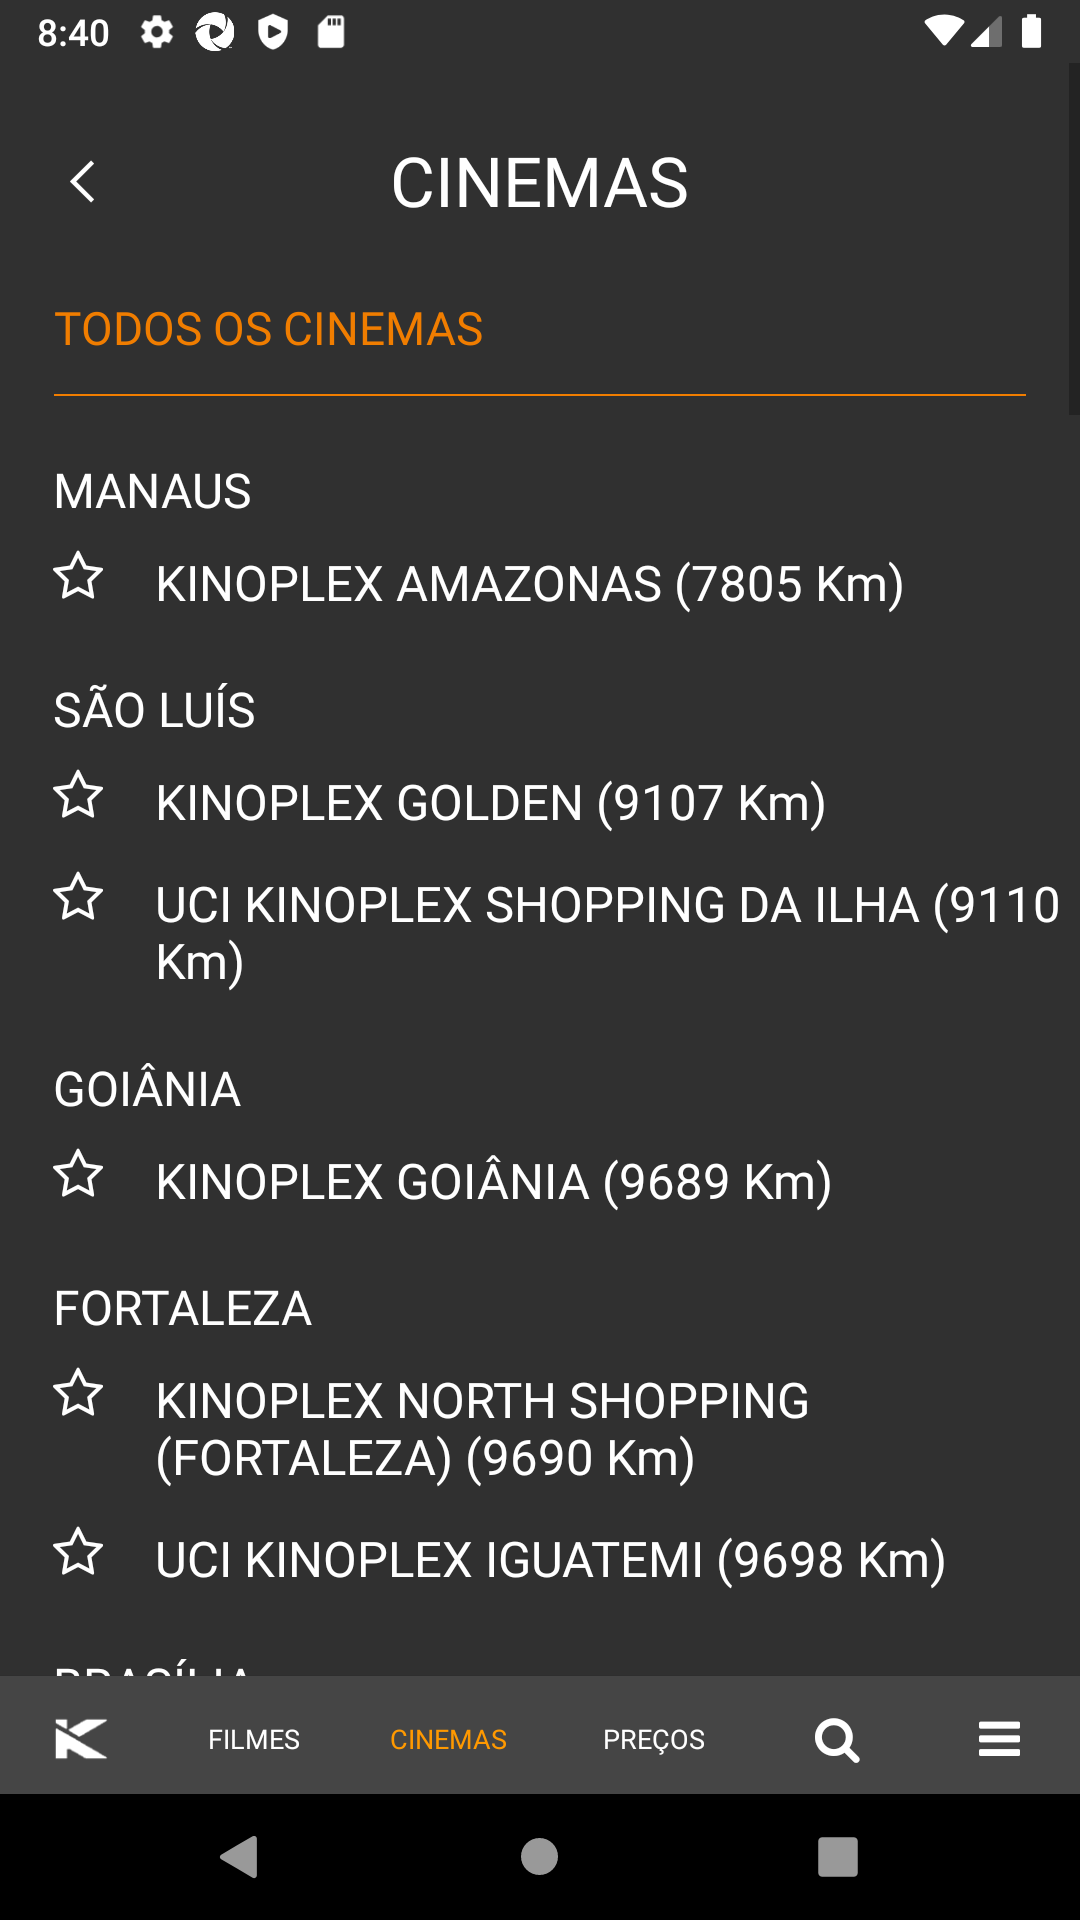 8:40
CINEMAS
TODOS OS CINEMAS
MANAUS
KINOPLEX AMAZONAS (7805 Km)
SÃO LUÍS
KINOPLEX GOLDEN (9107 Km)
UCI KINOPLEX SHOPPING DA ILHA (9110
Km)
GOIÂNIA
KINOPLEX GOIÂNIA (9689 Km)
FORTALEZA
KINOPLEX NORTH SHOPPING
(FORTALEZA) (9690 Km)
UCI KINOPLEX IGUATEMI (9698 Km)
BRASÍLIA
FILMES
CINEMAS
PREÇOS